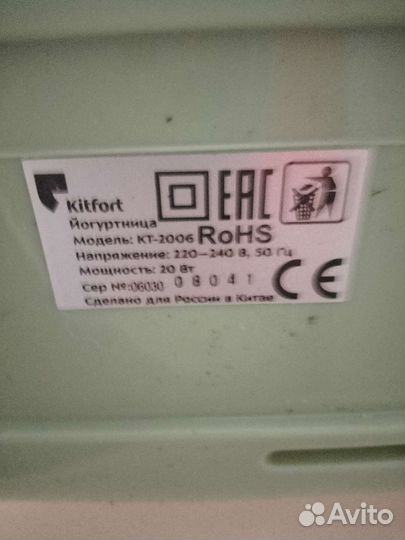 Kitfort
EAC
Йогуртница
Модель: КТ-2006 RoHS
Напряжение: 220–240 В, 50 Гц
Мощность: 20 Вт
Сер №:06030 08041
CE
Сделано для России в Китае
Avito